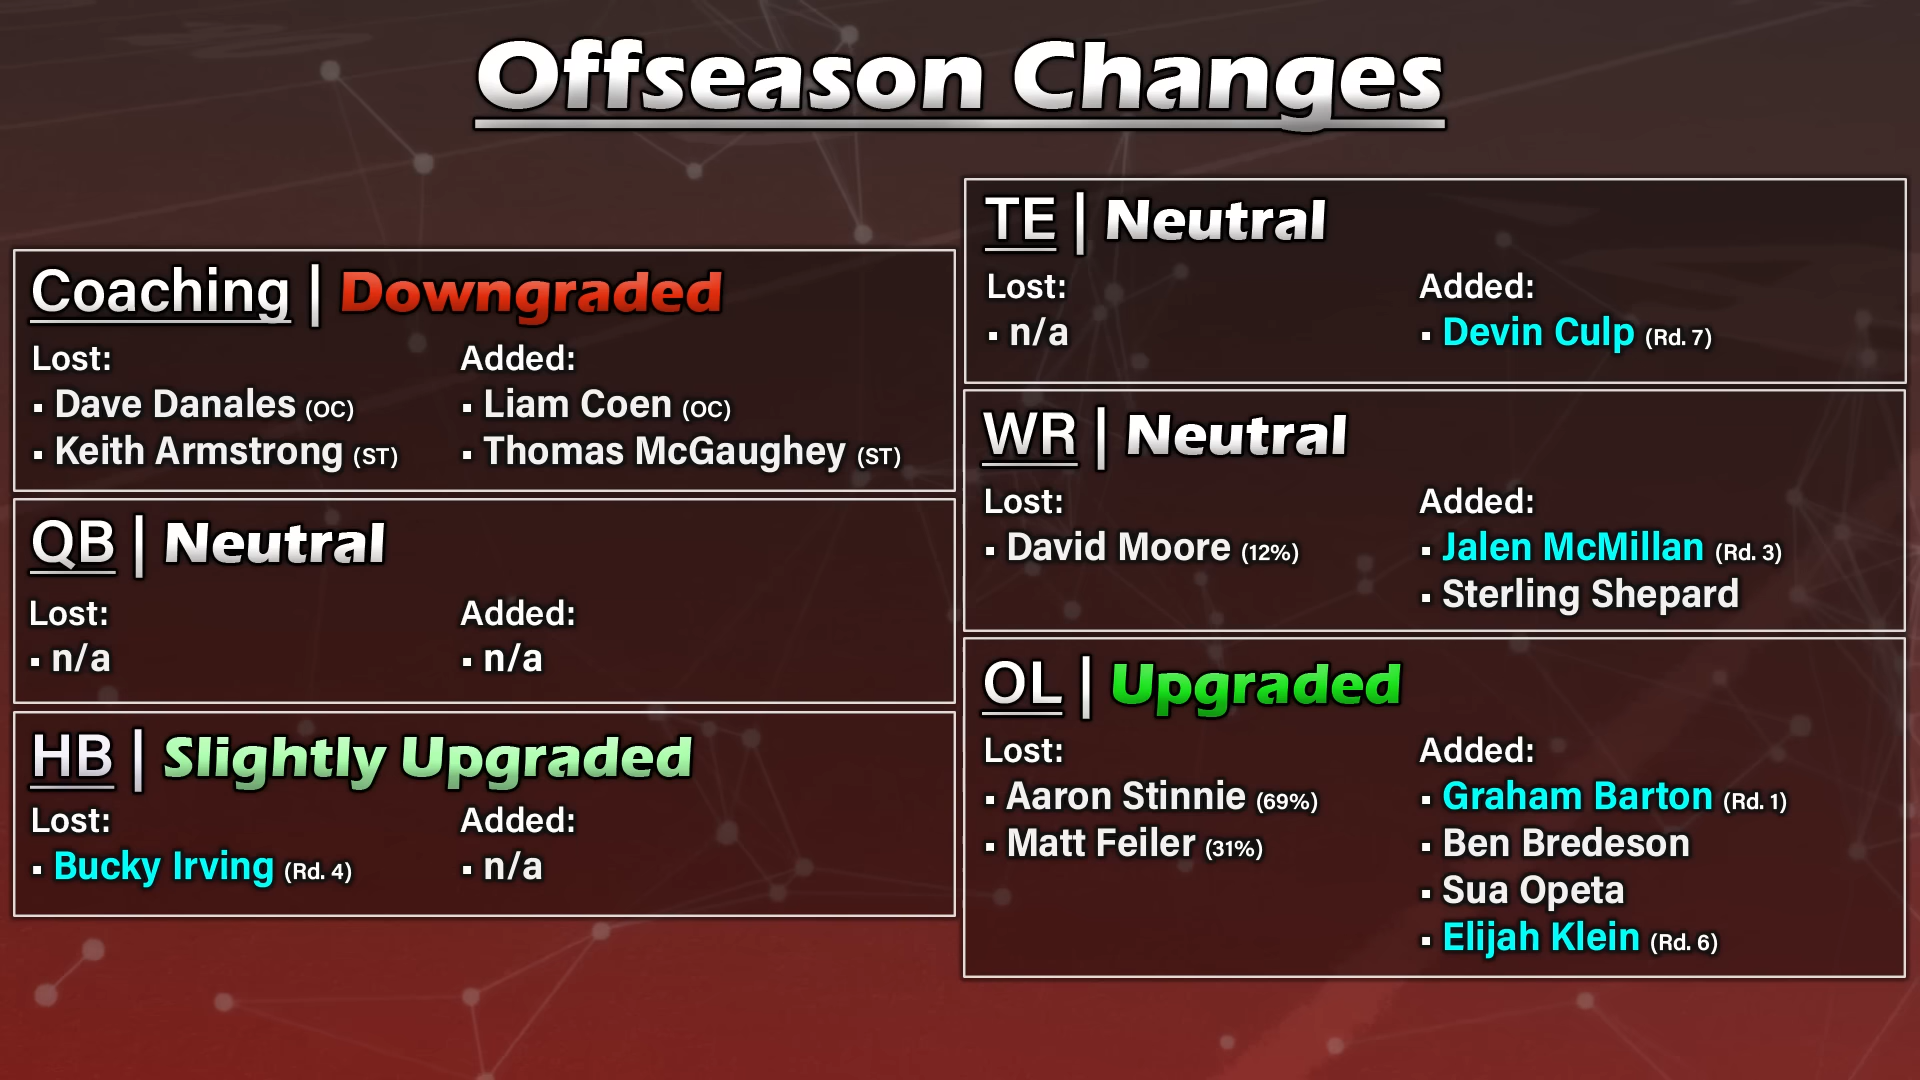 Offseason Changes
Coaching | Downgraded
Lost:
▪ Dave Danales (OC)
▪ Keith Armstrong (ST)
Added:
▪ Liam Coen (OC)
▪ Thomas McGaughey (ST)
QB | Neutral
Lost:
▪ n/a
Added:
▪ n/a
HB | Slightly Upgraded
Lost:
▪ Bucky Irving (Rd. 4)
Added:
▪ n/a
TE | Neutral
Lost:
▪ n/a
Added:
▪ Devin Culp (Rd. 7)
WR | Neutral
Lost:
▪ David Moore (12%)
Added:
▪ Jalen McMillan (Rd. 3)
▪ Sterling Shepard
OL | Upgraded
Lost:
▪ Aaron Stinnie (69%)
▪ Matt Feiler (31%)
Added:
▪ Graham Barton (Rd. 1)
▪ Ben Bredeson
▪ Sua Opeta
▪ Elijah Klein (Rd. 6)